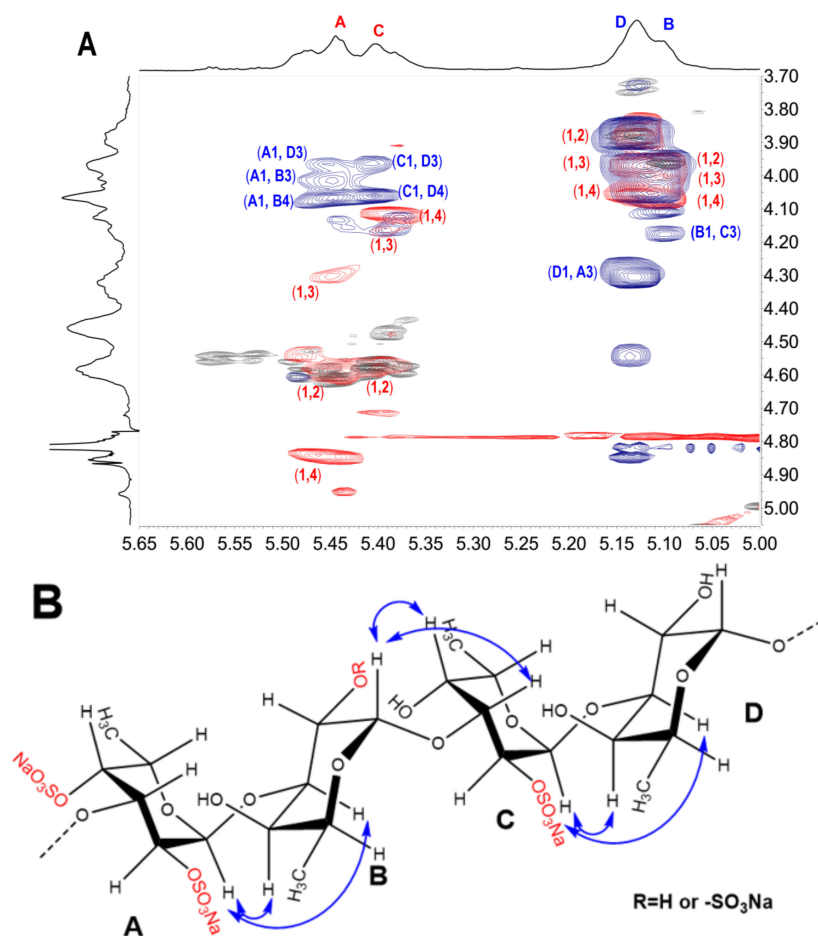 A
A
C
D
B
3.70
3.80
3.90
4.00
4.10
4.20
4.30
4.40
4.50
4.60
4.70
4.80
4.90
5.00
(1,2)
(A1, D3)
(C1, D3)
(1,3)
(1,2)
(A1, B3)
(1,3)
(A1, B4)
(C1, D4)
(1,4)
(1,4)
(1,4)
(1,3)
(B1, C3)
(1,3)
(D1, A3)
(1,2)
(1,2)
(1,4)
5.65
5.60
5.55
5.50
5.45
5.40
5.35
5.30
5.25
5.20
5.15
5.10
5.05
5.00
B
OH
H
H
H
H₃C
H
H
O
OR
HO
H
O
H
H₃C
H
H
O
O
O
HO
H
D
NaO₃SO
H
O
O
H
H
H₃C
O
O
HO
H
C
OSO₃Na
H
H
H
B
H₃C
H
OSO₃Na
H
H
A
R=H or -SO₃Na